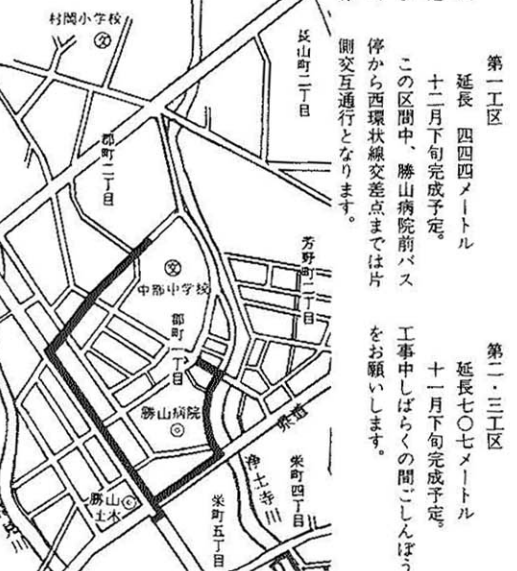 第一工区
延長 四四四メートル
十二月下旬完成予定。
この区間中、勝山病院前バス
停から西環状線交差点までは片
側交互通行となります。
第二・三工区
延長七〇七メートル
十一月下旬完成予定。
工事中しばらくの間ごしんぼう
をお願いします。
村岡小学校
文
長山町二丁目
郡町二丁目
芳野町二丁目
文
中部中学校
郡町一丁目
勝山病院
県道
浄土寺川
栄町四丁目
栄町五丁目
勝山
土木